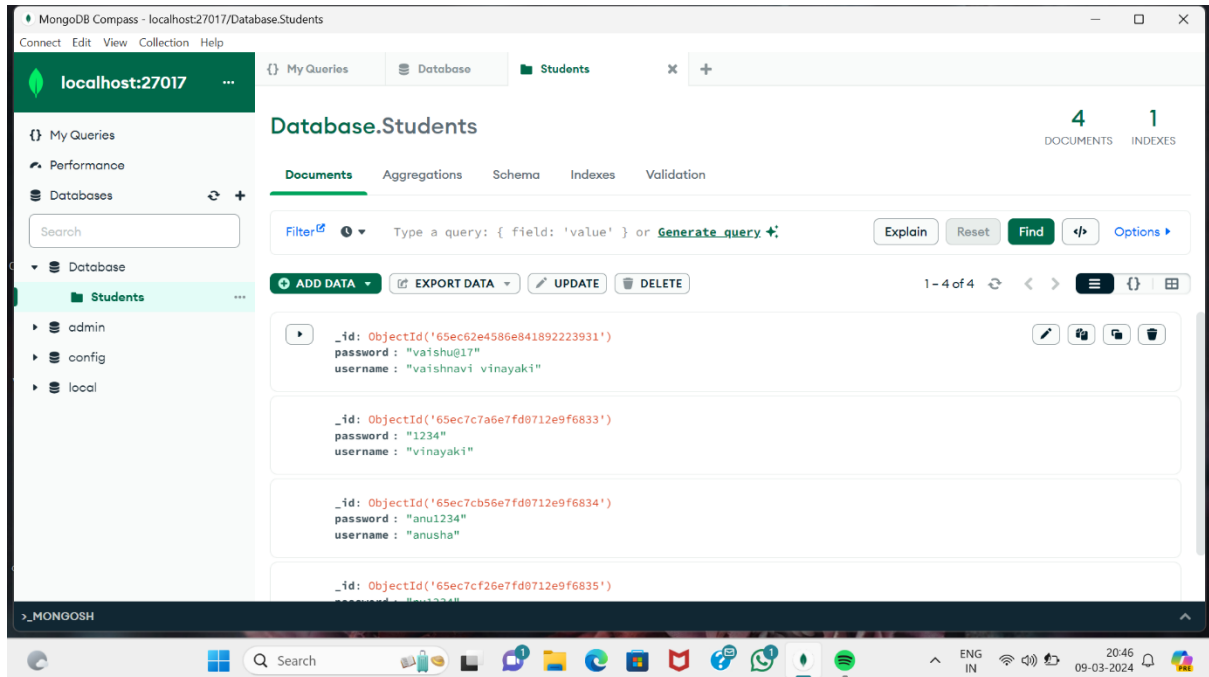 MongoDB Compass - localhost:27017/Database.Students
Connect Edit View Collection Help
localhost:27017 ...
{} My Queries
Database
Students
{} My Queries
Performance
Databases
Search
Database
Students
admin
config
local
Database.Students
4
DOCUMENTS
1
INDEXES
Documents Aggregations Schema Indexes Validation
Filter Type a query: { field: 'value' } or Generate query Explain Reset Find </> Options
ADD DATA EXPORT DATA UPDATE DELETE 1 – 4 of 4 {}
_id: ObjectId('65ec62e4586e841892223931')
password : "vaishu@17"
username : "vaishnavi vinayaki"
_id: ObjectId('65ec7c7a6e7fd0712e9f6833')
password : "1234"
username : "vinayaki"
_id: ObjectId('65ec7cb56e7fd0712e9f6834')
password : "anu1234"
username : "anusha"
_id: ObjectId('65ec7cf26e7fd0712e9f6835')
>_MONGOSH
Search
ENG
IN
20:46
09-03-2024
PRE